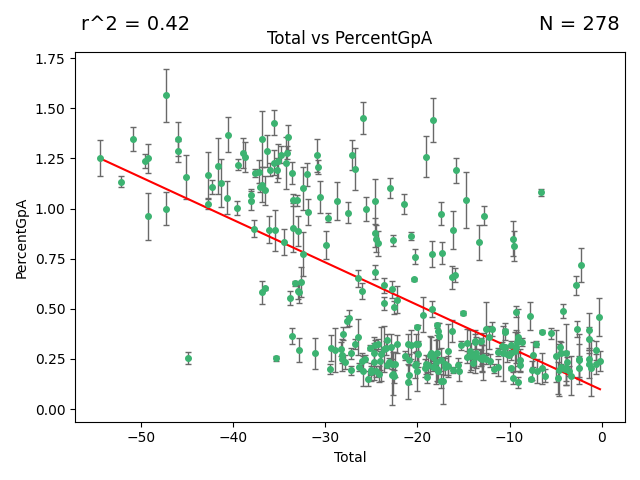 r^2 = 0.42
N = 278
Total vs PercentGpA
1.75
1.50
1.25
1.00
0.75
0.50
0.25
0.00
PercentGpA
−50
−40
−30
−20
−10
0
Total